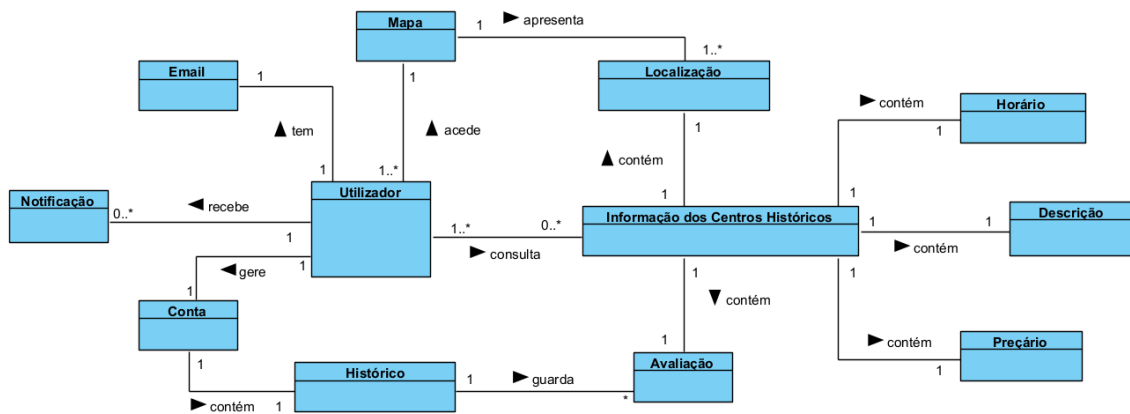 Mapa
1
► apresenta
1..*
Email
1
1
Localização
▲ tem
▲ acede
1
▲ contém
► contém
1
Horário
1
1..*
1
1
Notificação
0..*
◄ recebe
1
Utilizador
1..*
0..*
► consulta
Informação dos Centros Históricos
1
1
Descrição
► contém
◄ gere
1
1
Conta
1
▼ contém
1
1
► contém
1
Preçário
1
► contém
1
Histórico
1
► guarda
*
Avaliação